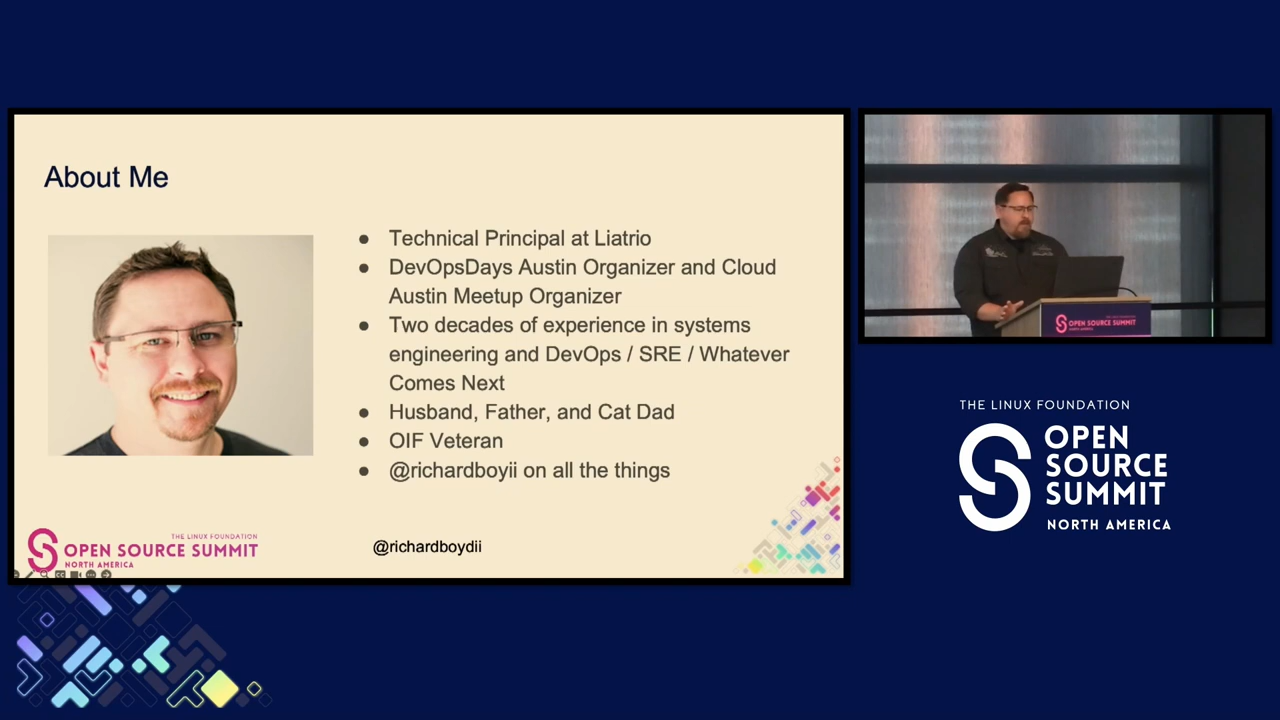 About Me
Technical Principal at Liatrio
DevOpsDays Austin Organizer and Cloud
Austin Meetup Organizer
Two decades of experience in systems
engineering and DevOps / SRE / Whatever
Comes Next
Husband, Father, and Cat Dad
OIF Veteran
@richardboyii on all the things
THE LINUX FOUNDATION
OPEN SOURCE SUMMIT
NORTH AMERICA
@richardboydii
OPEN SOURCE SUMMIT
THE LINUX FOUNDATION
OPEN
SOURCE
SUMMIT
NORTH AMERICA